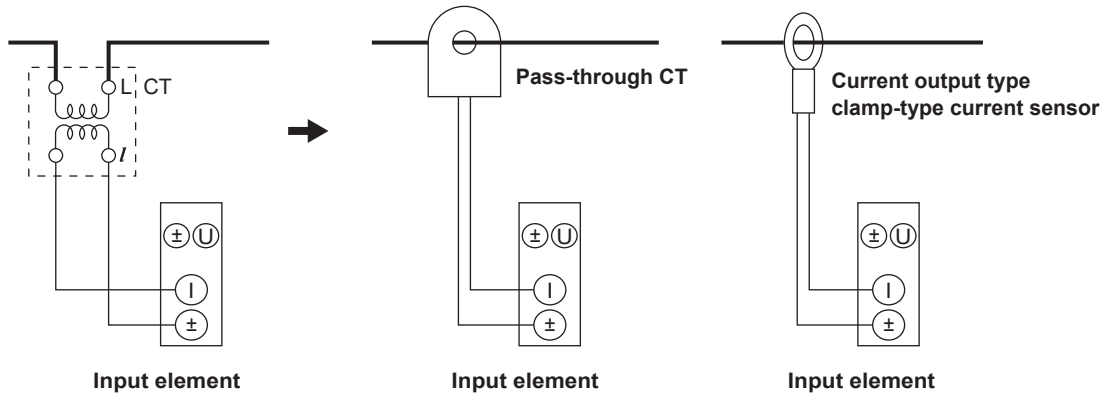 L CT
l
± U
I
±
Input element
Pass-through CT
± U
I
±
Input element
Current output type
clamp-type current sensor
± U
I
±
Input element